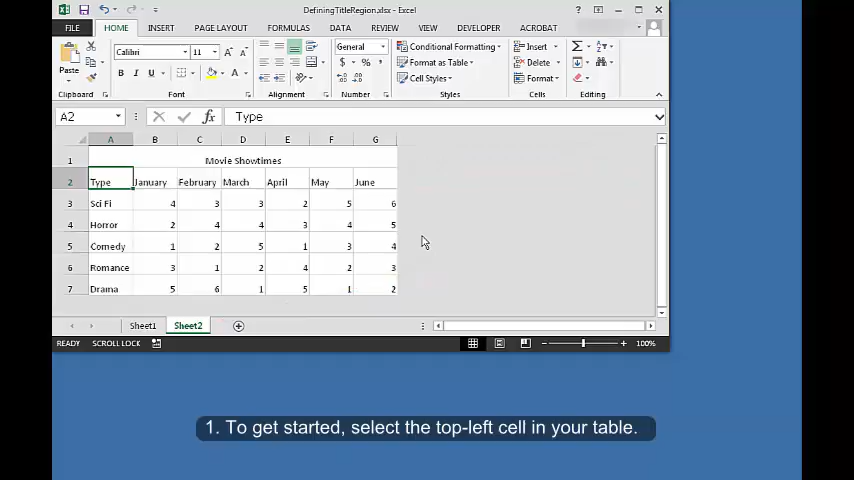 DefiningTitleRegion.xlsx - Excel
FILE HOME INSERT PAGE LAYOUT FORMULAS DATA REVIEW VIEW DEVELOPER ACROBAT
Paste
Calibri 11
B I U
General
$ % ,
Conditional Formatting
Format as Table
Cell Styles
Insert
Delete
Format
Clipboard Font Alignment Number Styles Cells Editing
A2 fx Type
A B C D E F G
1 Movie Showtimes
2 Type January February March April May June
3 Sci Fi 4 3 3 2 5 6
4 Horror 2 4 4 3 4 5
5 Comedy 1 2 5 1 3 4
6 Romance 3 1 2 4 2 3
7 Drama 5 6 1 5 1 2
Sheet1 Sheet2
READY SCROLL LOCK 100%
1. To get started, select the top-left cell in your table.